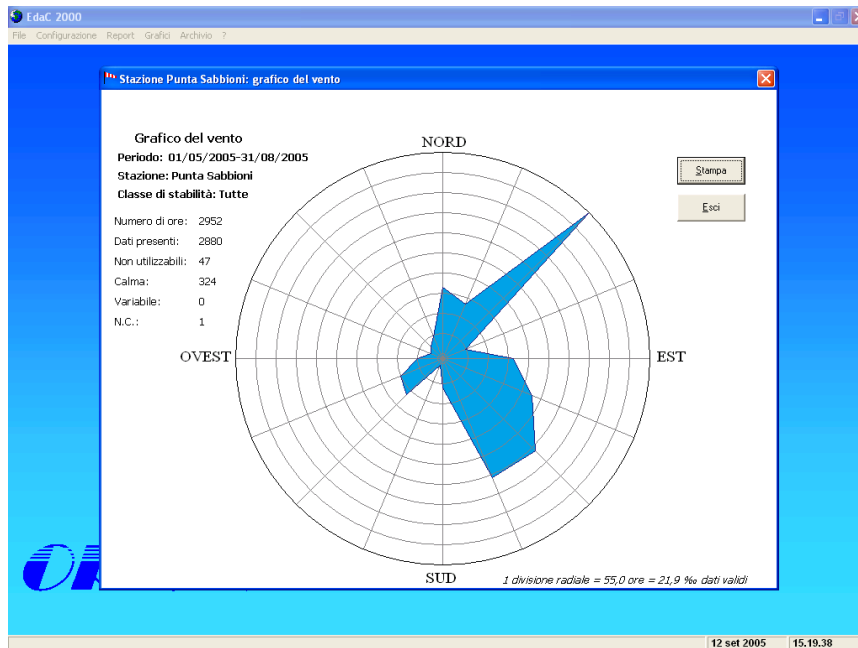 EdaC 2000
File Configurazione Report Grafici Archivio ?
Stazione Punta Sabbioni: grafico del vento
Grafico del vento
Periodo: 01/05/2005-31/08/2005
Stazione: Punta Sabbioni
Classe di stabilità: Tutte
Numero di ore: 2952
Dati presenti: 2880
Non utilizzabili: 47
Calma: 324
Variabile: 0
N.C.: 1
NORD
OVEST
EST
SUD
Stampa
Esci
1 divisione radiale = 55,0 ore = 21,9 ‰ dati validi
12 set 2005 15.19.38